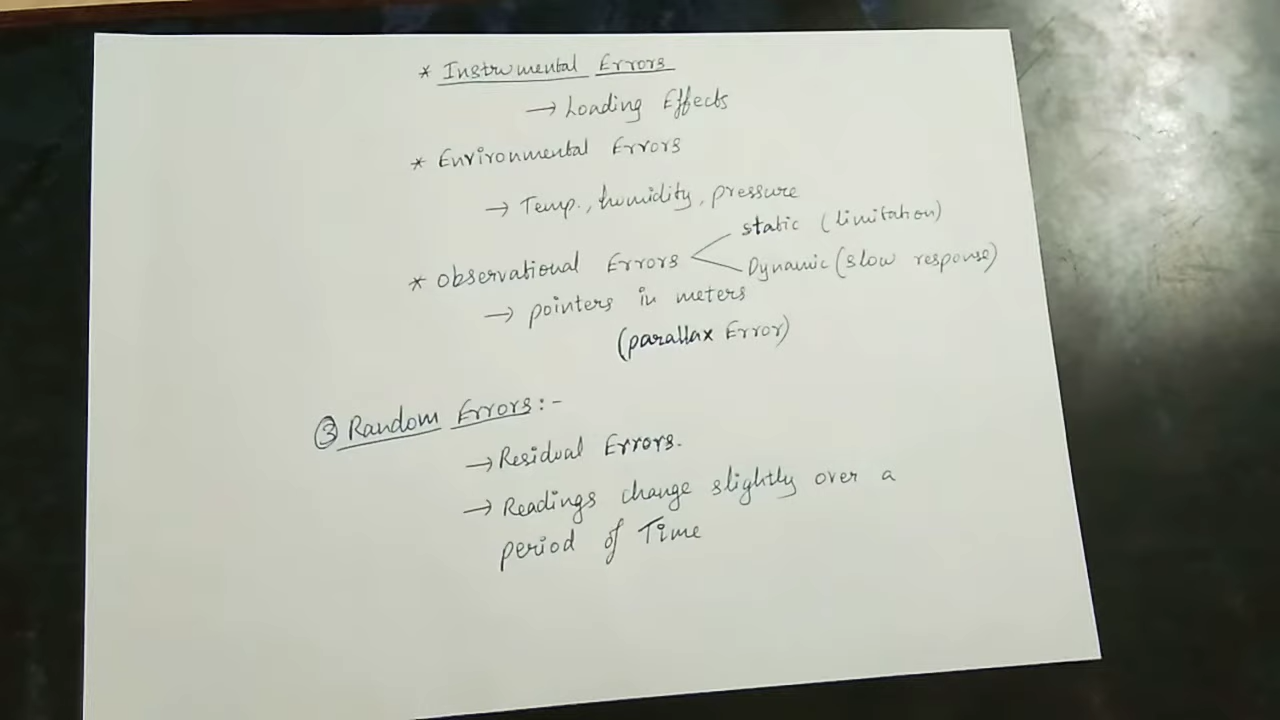 * Instrumental Errors
→ Loading Effects
* Environmental Errors
→ Temp., humidity, pressure
static (limitation)
* Observational Errors
Dynamic (slow response)
→ pointers in meters
(parallax Error)
③ Random Errors:-
→ Residual Errors.
→ Readings change slightly over a
period of Time